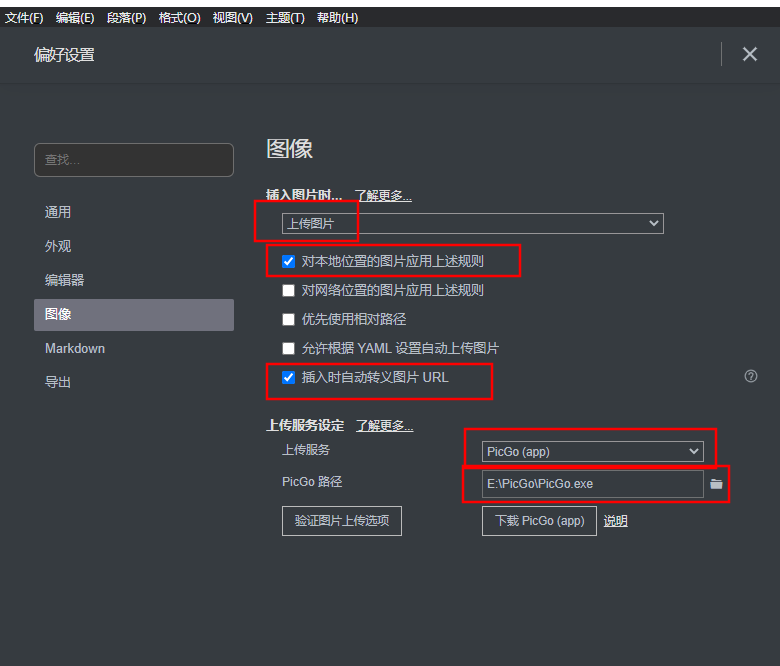 文件(F) 编辑(E) 段落(P) 格式(O) 视图(V) 主题(T) 帮助(H)
偏好设置
查找...
通用
外观
编辑器
图像
Markdown
导出
图像
插入图片时... 了解更多...
上传图片
对本地位置的图片应用上述规则
对网络位置的图片应用上述规则
优先使用相对路径
允许根据 YAML 设置自动上传图片
插入时自动转义图片 URL
上传服务设定 了解更多...
上传服务 PicGo (app)
PicGo 路径 E:\PicGo\PicGo.exe
验证图片上传选项 下载 PicGo (app) 说明